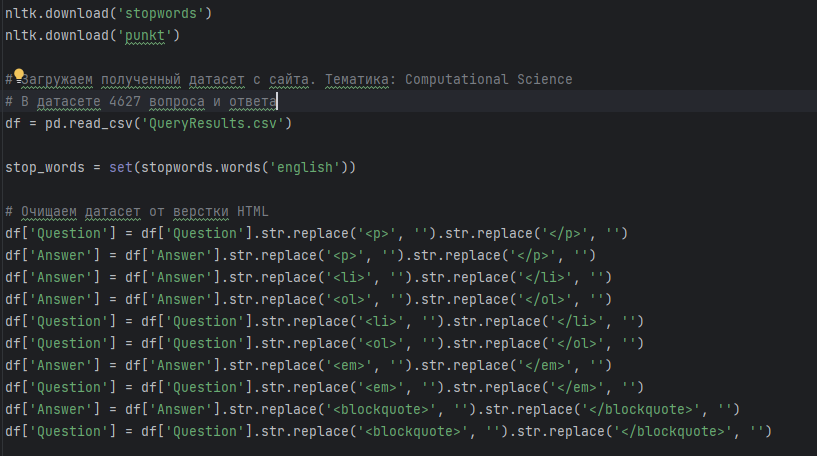 nltk.download('stopwords')
nltk.download('punkt')
# Загружаем полученный датасет с сайта. Тематика: Computational Science
# В датасете 4627 вопроса и ответа
df = pd.read_csv('QueryResults.csv')
stop_words = set(stopwords.words('english'))
# Очищаем датасет от верстки HTML
df['Question'] = df['Question'].str.replace('<p>', '').str.replace('</p>', '')
df['Answer'] = df['Answer'].str.replace('<p>', '').str.replace('</p>', '')
df['Answer'] = df['Answer'].str.replace('<li>', '').str.replace('</li>', '')
df['Answer'] = df['Answer'].str.replace('<ol>', '').str.replace('</ol>', '')
df['Question'] = df['Question'].str.replace('<li>', '').str.replace('</li>', '')
df['Question'] = df['Question'].str.replace('<ol>', '').str.replace('</ol>', '')
df['Answer'] = df['Answer'].str.replace('<em>', '').str.replace('</em>', '')
df['Question'] = df['Question'].str.replace('<em>', '').str.replace('</em>', '')
df['Answer'] = df['Answer'].str.replace('<blockquote>', '').str.replace('</blockquote>', '')
df['Question'] = df['Question'].str.replace('<blockquote>', '').str.replace('</blockquote>', '')